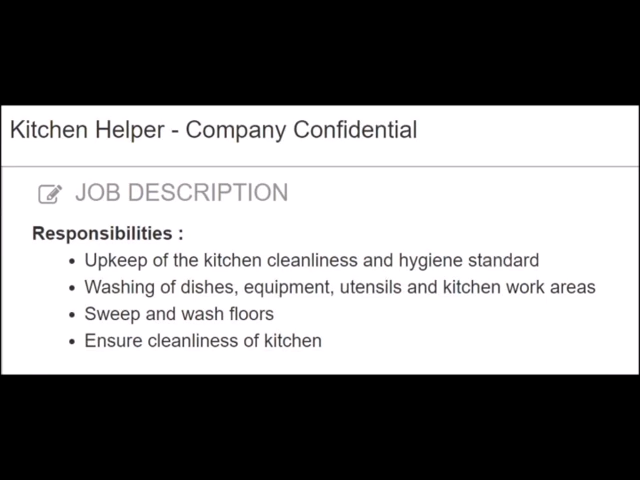 Kitchen Helper - Company Confidential
JOB DESCRIPTION
Responsibilities :
• Upkeep of the kitchen cleanliness and hygiene standard
• Washing of dishes, equipment, utensils and kitchen work areas
• Sweep and wash floors
• Ensure cleanliness of kitchen